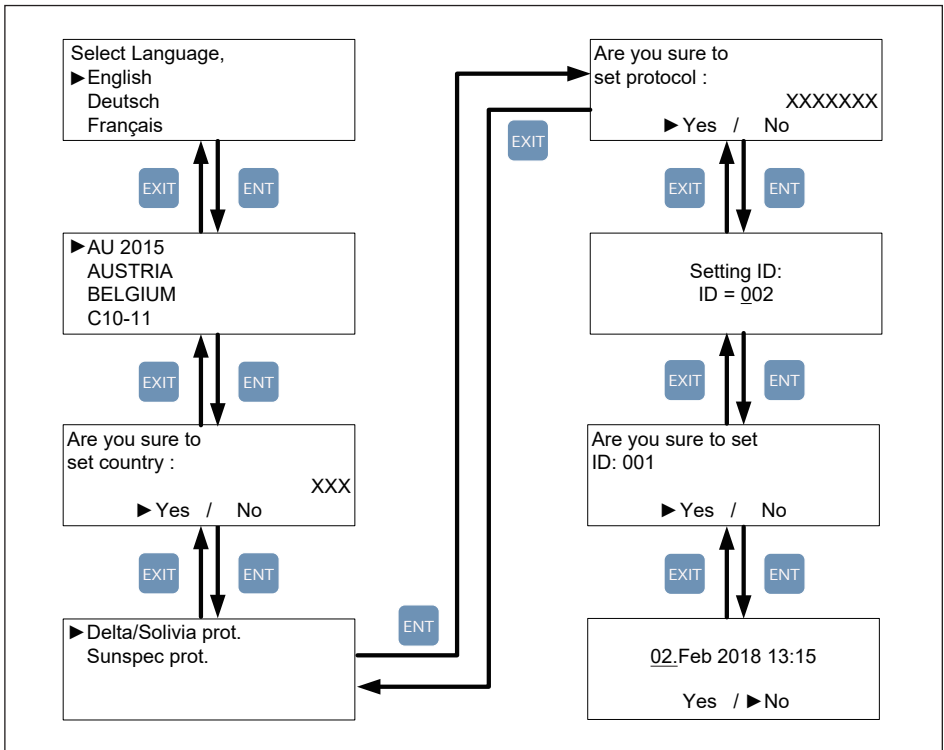 Select Language,
►English
Deutsch
Français
EXIT
ENT
►AU 2015
AUSTRIA
BELGIUM
C10-11
EXIT
ENT
Are you sure to
set country :
XXX
►Yes / No
EXIT
ENT
►Delta/Solivia prot.
Sunspec prot.
ENT
EXIT
Are you sure to
set protocol :
XXXXXXX
►Yes / No
EXIT
ENT
Setting ID:
ID = 002
EXIT
ENT
Are you sure to set
ID: 001
►Yes / No
EXIT
ENT
02.Feb 2018 13:15
Yes / ►No